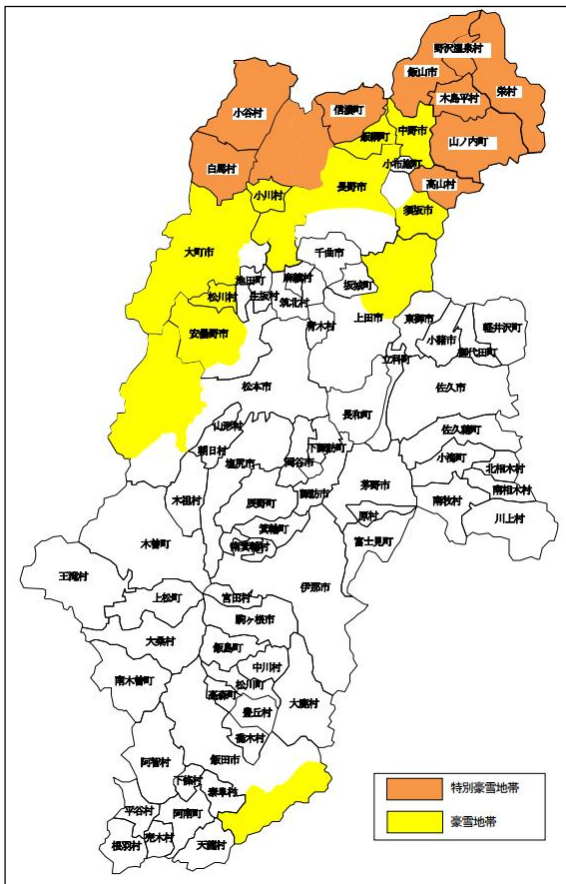 野沢温泉村
飯山市
栄村
小谷村
信濃町
木島平村
飯綱町
中野市
山ノ内町
白馬村
小布施町
高山村
小川村
長野市
須坂市
大町市
千曲市
池田町
麻績村
坂城町
松川村
生坂村
筑北村
上田市
東御市
軽井沢町
安曇野市
青木村
小諸市
御代田町
立科町
松本市
佐久市
長和町
山形村
佐久穂町
朝日村
下諏訪町
塩尻市
岡谷市
小海町
北相木村
茅野市
南相木村
木祖村
辰野町
諏訪市
南牧村
原村
川上村
箕輪町
木曽町
南箕輪村
富士見町
王滝村
伊那市
上松町
宮田村
駒ヶ根市
大桑村
飯島町
中川村
南木曽町
松川町
高森町
大鹿村
豊丘村
喬木村
阿智村
飯田市
下條村
泰阜村
特別豪雪地帯
平谷村
阿南町
豪雪地帯
売木村
根羽村
天龍村